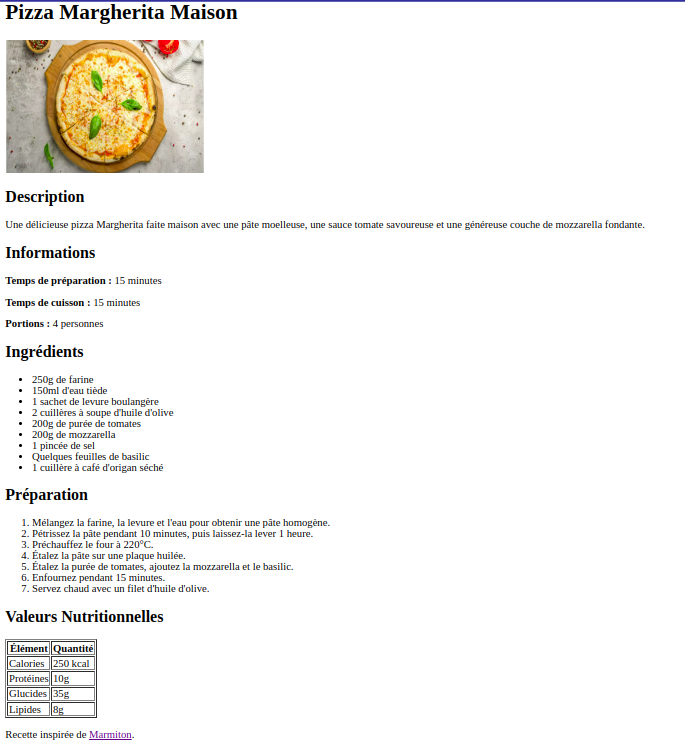 Pizza Margherita Maison
Description
Une délicieuse pizza Margherita faite maison avec une pâte moelleuse, une sauce tomate savoureuse et une généreuse couche de mozzarella fondante.
Informations
Temps de préparation : 15 minutes
Temps de cuisson : 15 minutes
Portions : 4 personnes
Ingrédients
• 250g de farine
• 150ml d'eau tiède
• 1 sachet de levure boulangère
• 2 cuillères à soupe d'huile d'olive
• 200g de purée de tomates
• 200g de mozzarella
• 1 pincée de sel
• Quelques feuilles de basilic
• 1 cuillère à café d'origan séché
Préparation
1. Mélangez la farine, la levure et l'eau pour obtenir une pâte homogène.
2. Pétrissez la pâte pendant 10 minutes, puis laissez-la lever 1 heure.
3. Préchauffez le four à 220°C.
4. Étalez la pâte sur une plaque huilée.
5. Étalez la purée de tomates, ajoutez la mozzarella et le basilic.
6. Enfournez pendant 15 minutes.
7. Servez chaud avec un filet d'huile d'olive.
Valeurs Nutritionnelles
Élément Quantité
Calories 250 kcal
Protéines 10g
Glucides 35g
Lipides 8g
Recette inspirée de Marmiton.